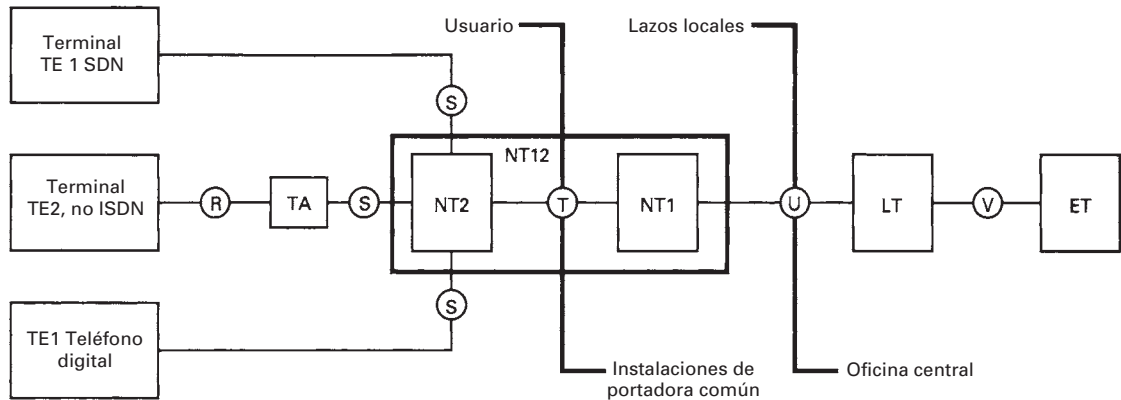 Usuario
Lazos locales
Terminal
TE 1 SDN
S
NT12
Terminal
TE2, no ISDN
R
TA
S
NT2
T
NT1
U
LT
V
ET
S
TE1 Teléfono
digital
Instalaciones de
portadora común
Oficina central